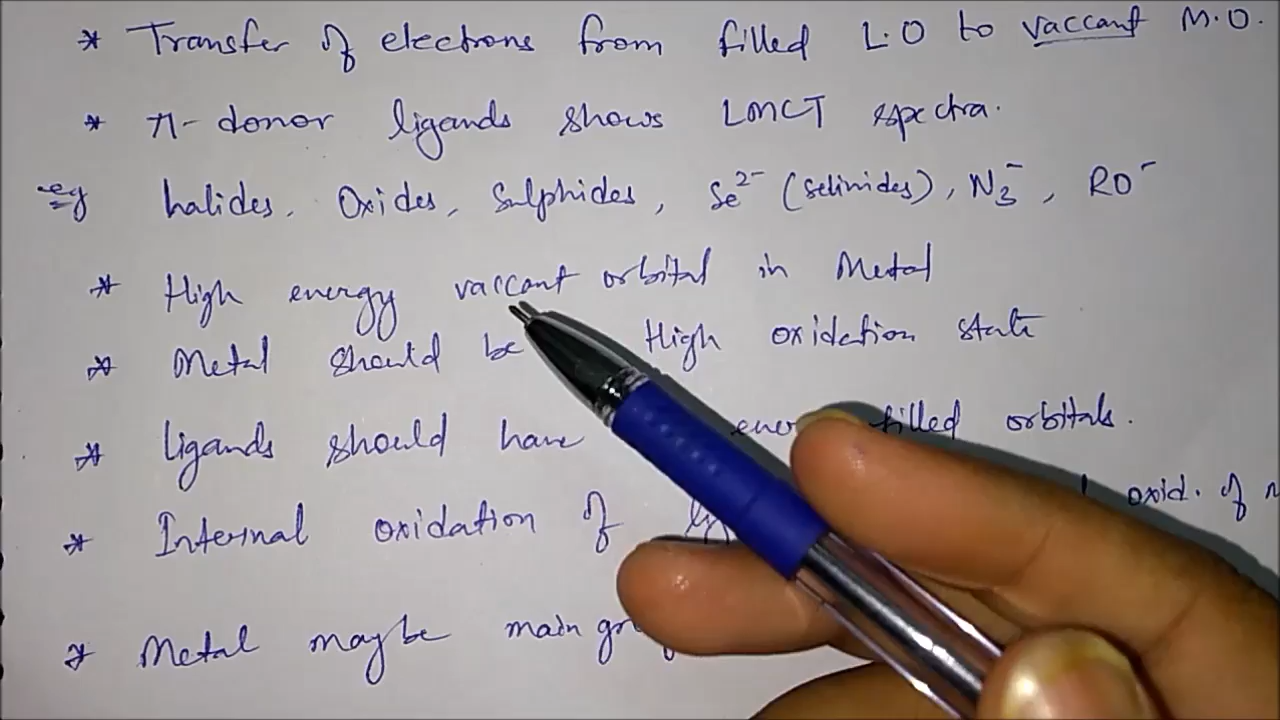 * Transfer of electrons from filled L.O to vaccant M.O.
* π-donor ligands shows LMCT spectra.
eg halides, Oxides, Sulphides, Se²⁻ (Selinides), N₃⁻, RO⁻
* High energy vaccant orbital in Metal
* Metal should be High oxidation state
* Ligands should have filled orbitals.
* Internal oxidation of oxid. of
* Metal maybe main